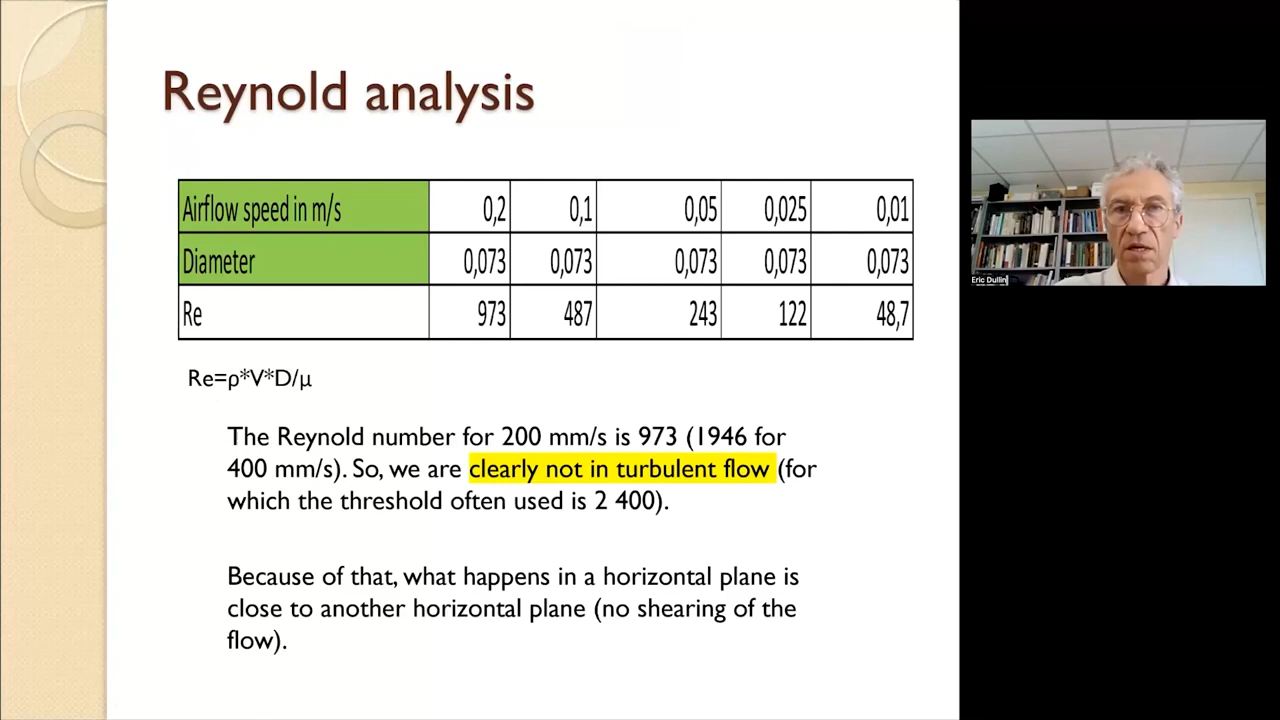 Reynold analysis
Airflow speed in m/s 0,2 0,1 0,05 0,025 0,01
Diameter 0,073 0,073 0,073 0,073 0,073
Re 973 487 243 122 48,7
Re=ρ*V*D/μ
The Reynold number for 200 mm/s is 973 (1946 for
400 mm/s). So, we are clearly not in turbulent flow (for
which the threshold often used is 2 400).
Because of that, what happens in a horizontal plane is
close to another horizontal plane (no shearing of the
flow).
Eric Dullin